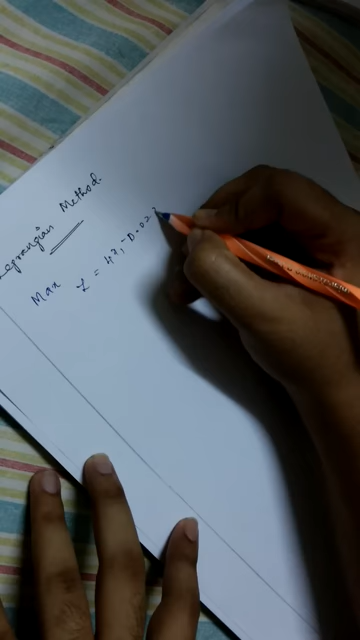 Lagrangian Method
Max Z = 4x₁ - 0.02